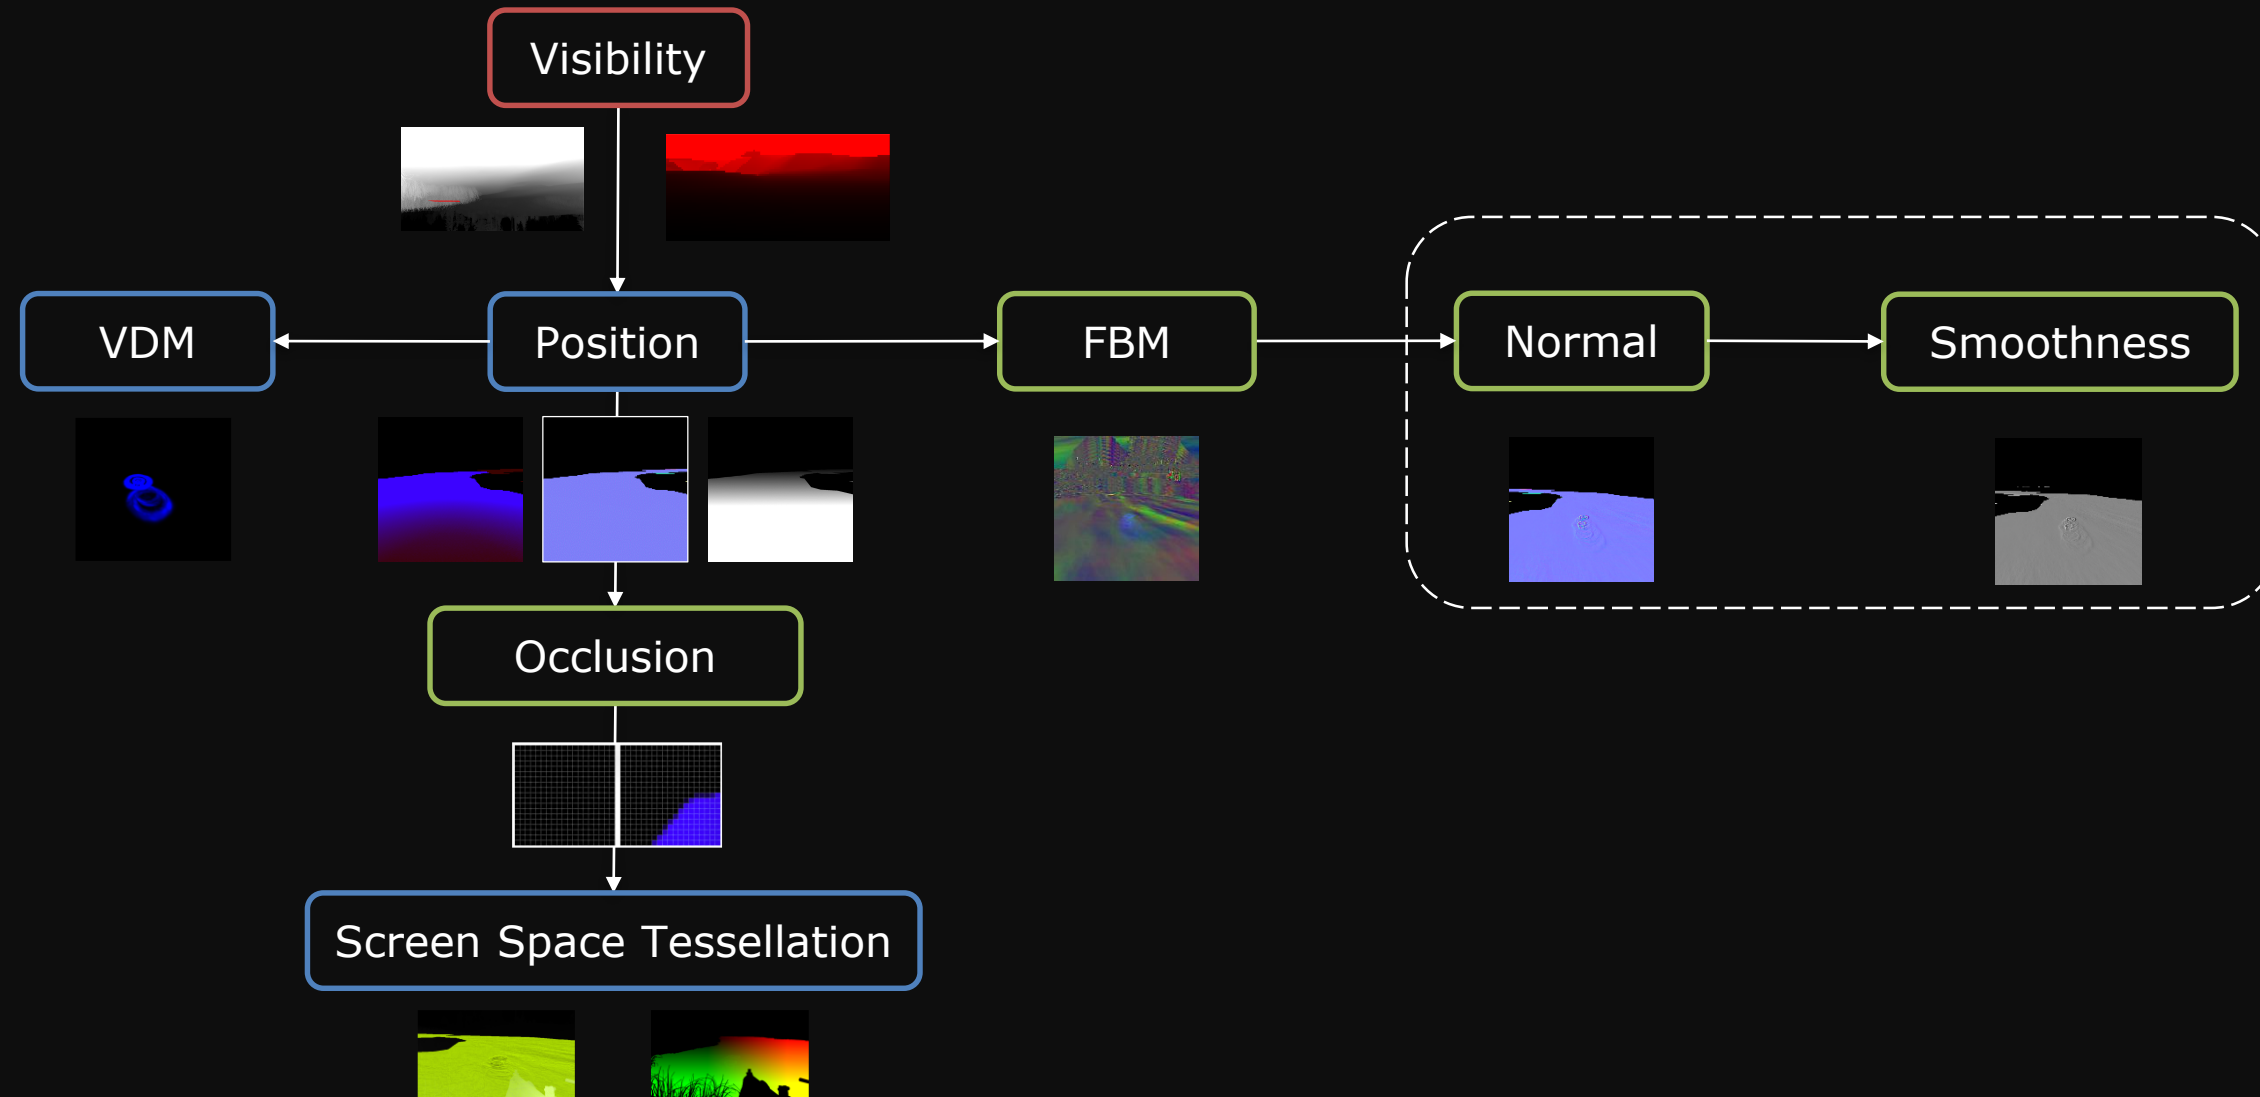 Visibility
VDM
Position
FBM
Normal
Smoothness
Occlusion
Screen Space Tessellation